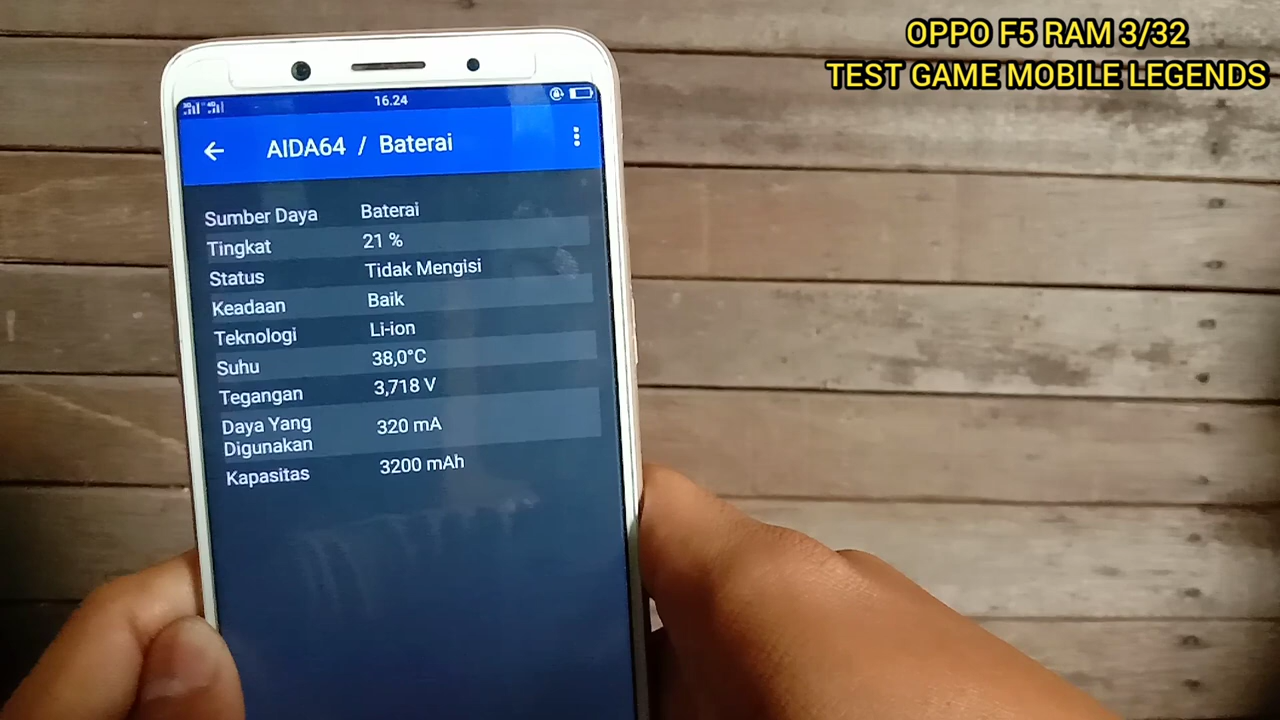 OPPO F5 RAM 3/32
TEST GAME MOBILE LEGENDS
3G 4G 16.24
AIDA64 / Baterai
Sumber Daya Baterai
Tingkat 21 %
Status Tidak Mengisi
Keadaan Baik
Teknologi Li-ion
Suhu 38,0°C
Tegangan 3,718 V
Daya Yang
Digunakan 320 mA
Kapasitas 3200 mAh